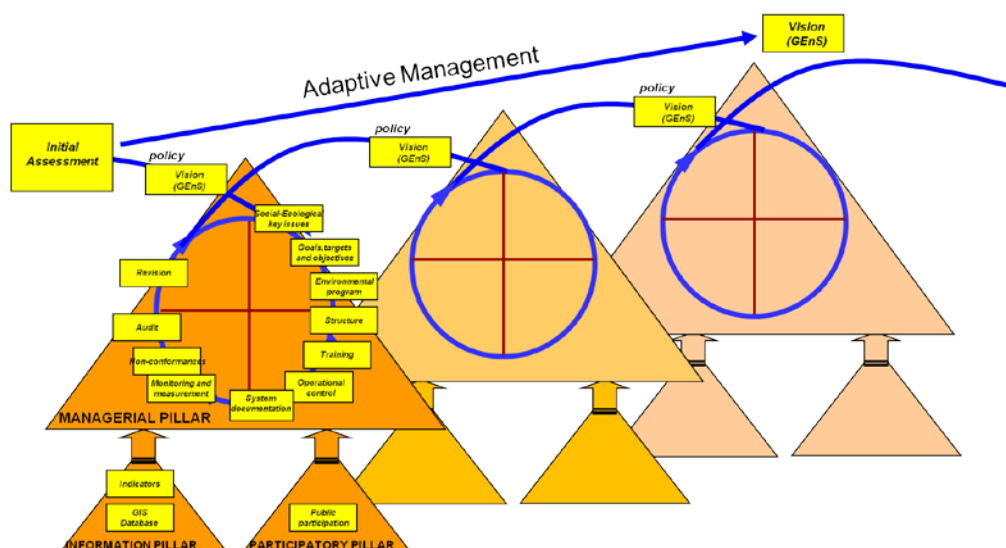 Vision
(GEnS)
Adaptive Management
policy
Vision
(GEnS)
policy
Vision
(GEnS)
Initial
Assessment
policy
Vision
(GEnS)
Social-Ecological
key issues
Goals,targets
and objectives
Environmental
program
Structure
Training
Operational
control
System
documentation
Monitoring and
measurement
Non-conformances
Audit
Revision
MANAGERIAL PILLAR
Indicators
GIS
Database
INFORMATION PILLAR
Public
participation
PARTICIPATORY PILLAR